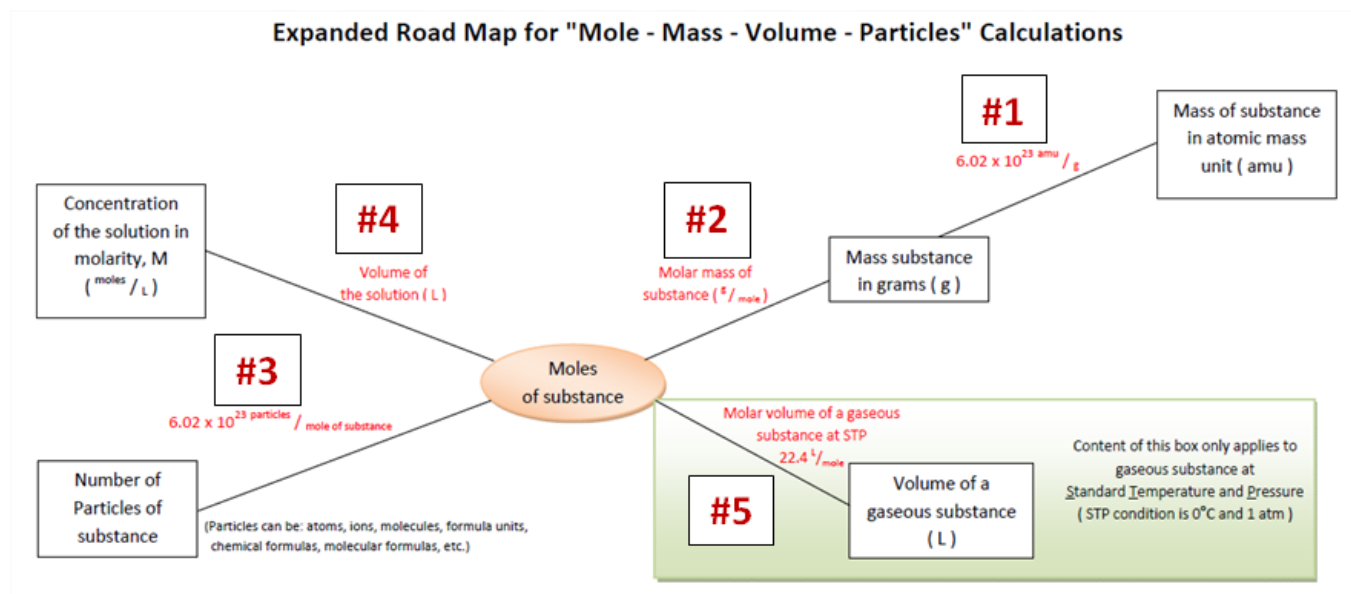 Expanded Road Map for "Mole - Mass - Volume - Particles" Calculations
#1
6.02 x 10^23 amu / g
Mass of substance
in atomic mass
unit ( amu )
Concentration
of the solution in
molarity, M
( moles / L )
#4
Volume of
the solution ( L )
#2
Molar mass of
substance ( g / mole )
Mass substance
in grams ( g )
#3
6.02 x 10^23 particles / mole of substance
Moles
of substance
Number of
Particles of
substance
(Particles can be: atoms, ions, molecules, formula units,
chemical formulas, molecular formulas, etc.)
Molar volume of a gaseous
substance at STP
22.4 L/mole
#5
Volume of a
gaseous substance
( L )
Content of this box only applies to
gaseous substance at
Standard Temperature and Pressure
( STP condition is 0°C and 1 atm )